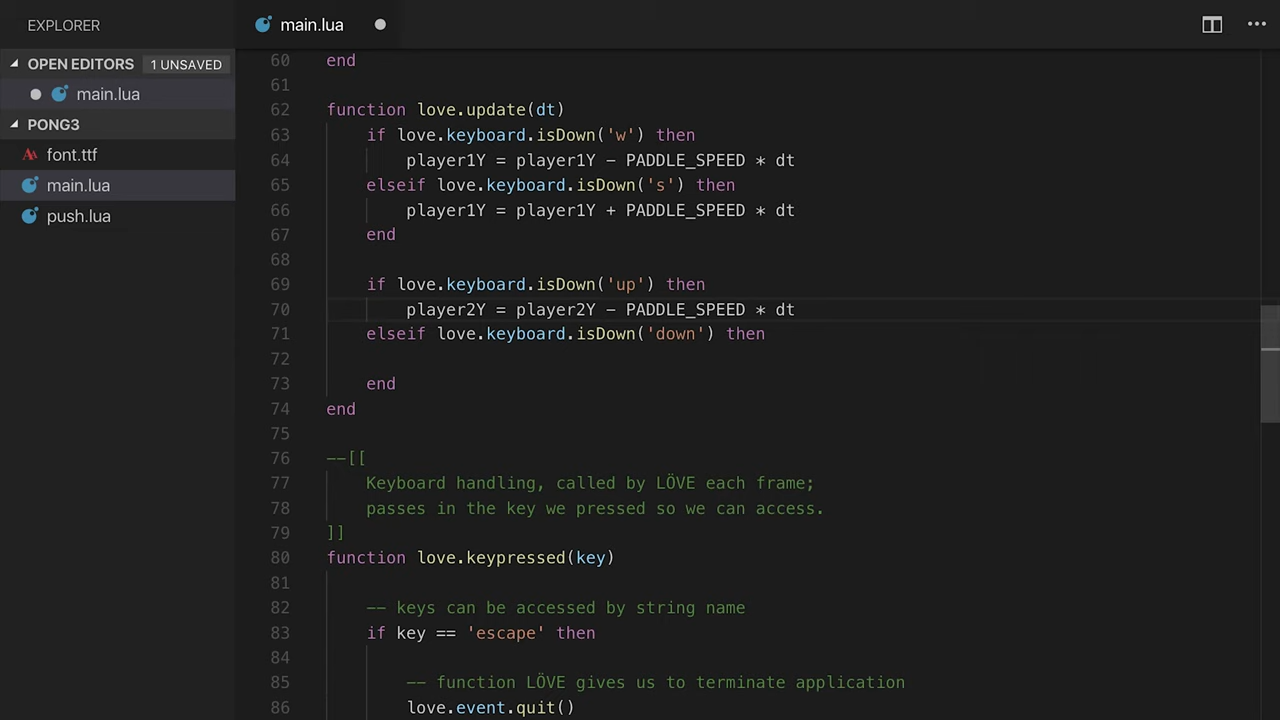 EXPLORER
main.lua
OPEN EDITORS 1 UNSAVED
main.lua
PONG3
font.ttf
main.lua
push.lua
60 end
61
62 function love.update(dt)
63     if love.keyboard.isDown('w') then
64         player1Y = player1Y - PADDLE_SPEED * dt
65     elseif love.keyboard.isDown('s') then
66         player1Y = player1Y + PADDLE_SPEED * dt
67     end
68
69     if love.keyboard.isDown('up') then
70         player2Y = player2Y - PADDLE_SPEED * dt
71     elseif love.keyboard.isDown('down') then
72
73     end
74 end
75
76 --[[
77     Keyboard handling, called by LÖVE each frame;
78     passes in the key we pressed so we can access.
79 ]]
80 function love.keypressed(key)
81
82     -- keys can be accessed by string name
83     if key == 'escape' then
84
85         -- function LÖVE gives us to terminate application
86         love.event.quit()